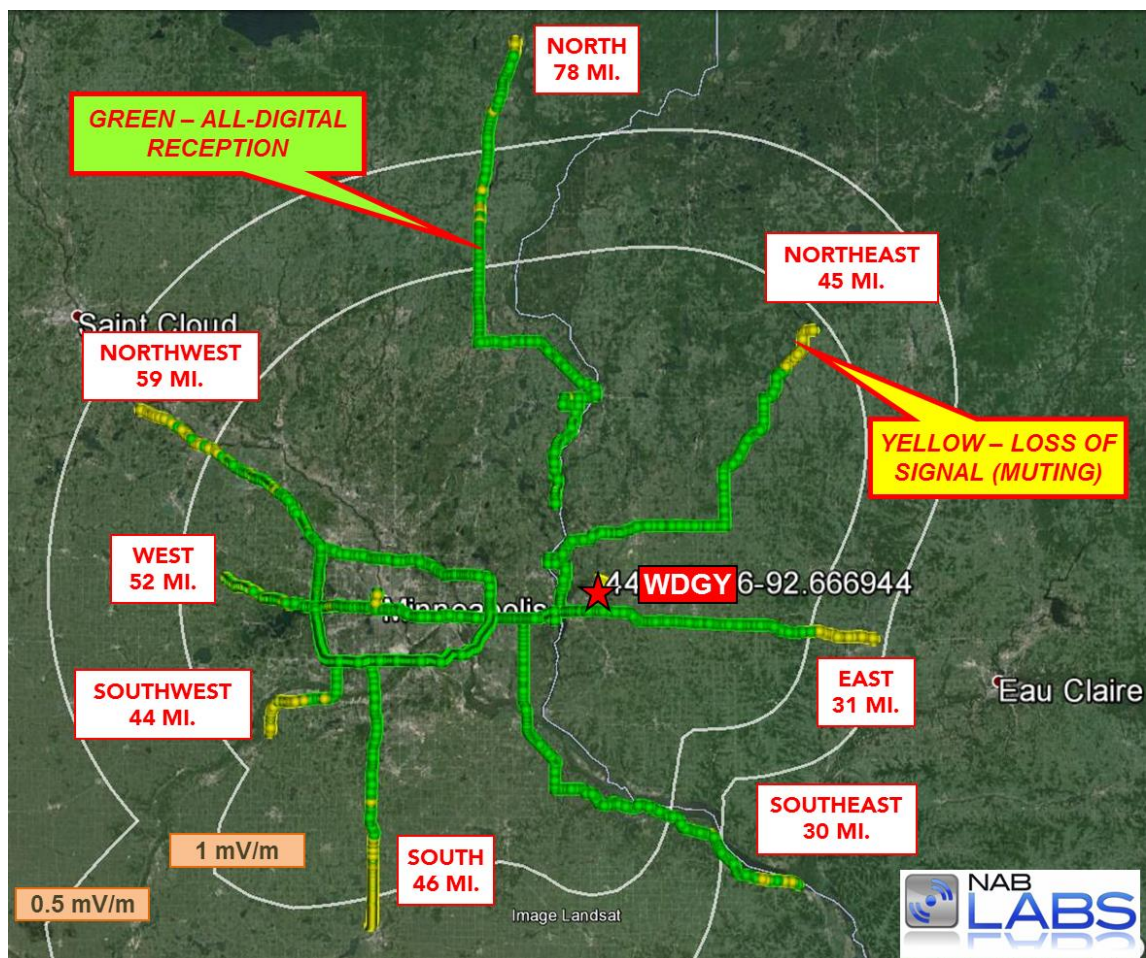 NORTH
78 MI.
GREEN – ALL-DIGITAL
RECEPTION
NORTHEAST
45 MI.
Saint Cloud
NORTHWEST
59 MI.
YELLOW – LOSS OF
SIGNAL (MUTING)
WEST
52 MI.
44 WDGY 6-92.666944
Minneapolis
SOUTHWEST
44 MI.
EAST
31 MI.
Eau Claire
SOUTHEAST
30 MI.
1 mV/m
SOUTH
46 MI.
0.5 mV/m
Image Landsat
NAB
LABS